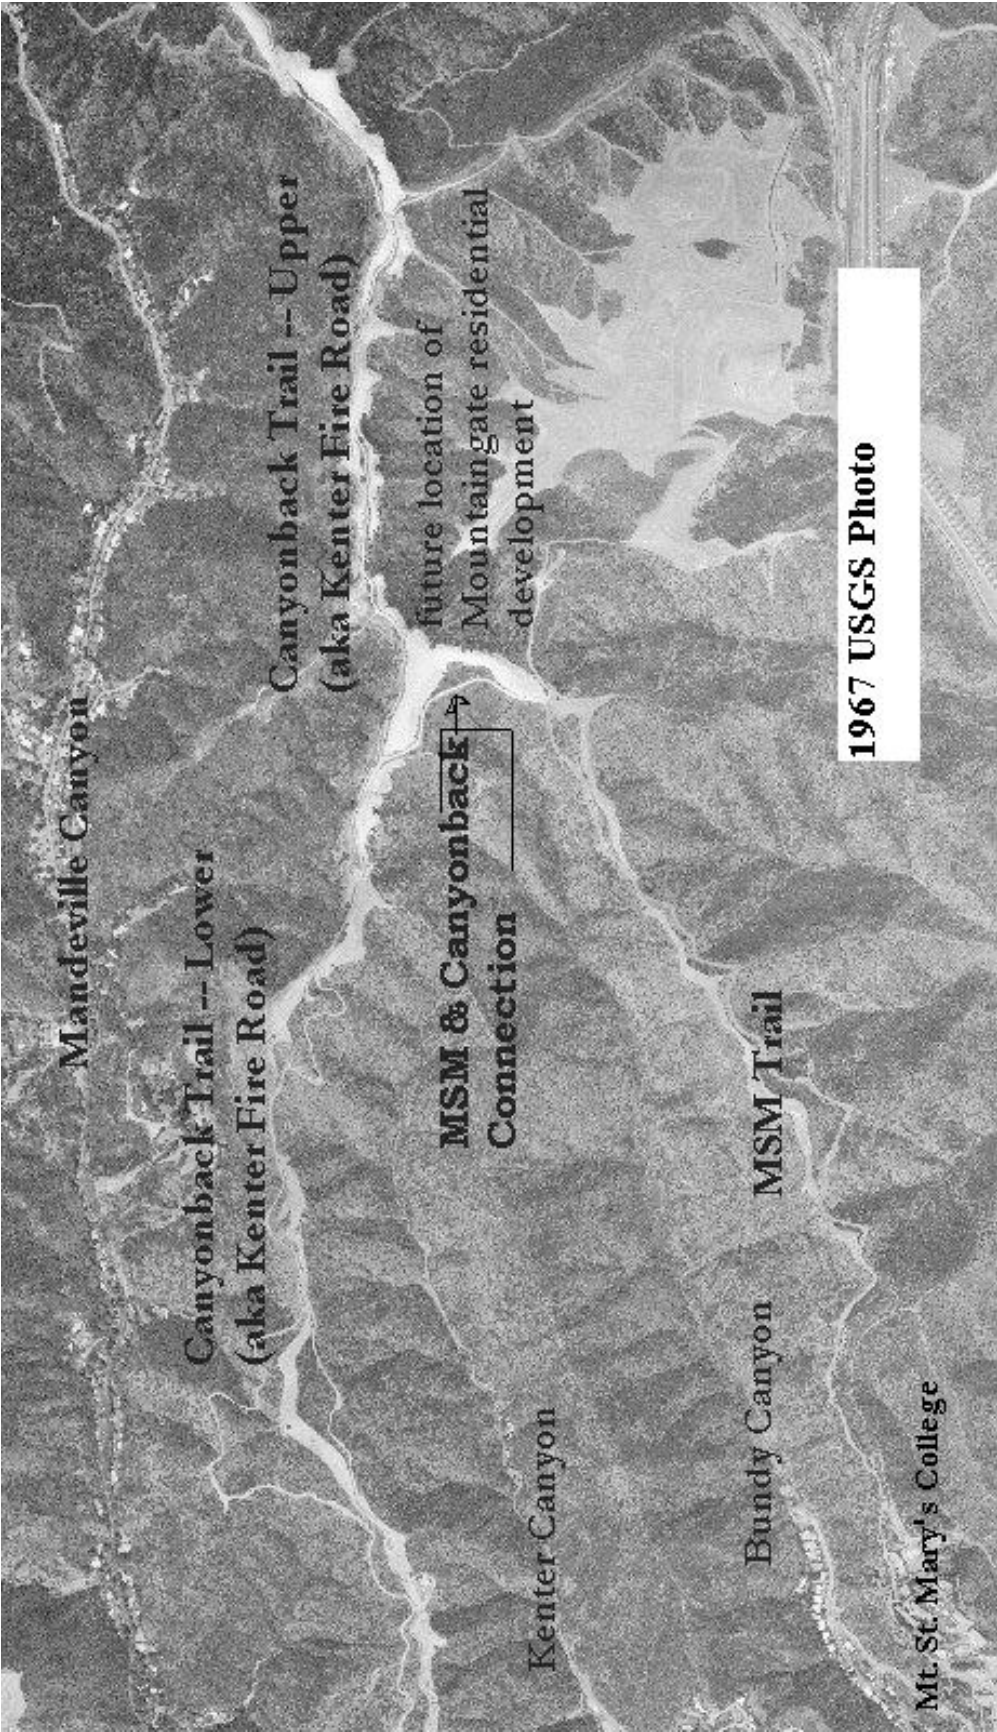 Mandeville Canyon
Canyonback Trail -- Lower
(aka Kenter Fire Road)
Canyonback Trail -- Upper
(aka Kenter Fire Road)
future location of
Mountaingate residential
development
MSM & Canyonback
Connection
Kenter Canyon
Bundy Canyon
MSM Trail
1967 USGS Photo
Mt. St. Mary's College